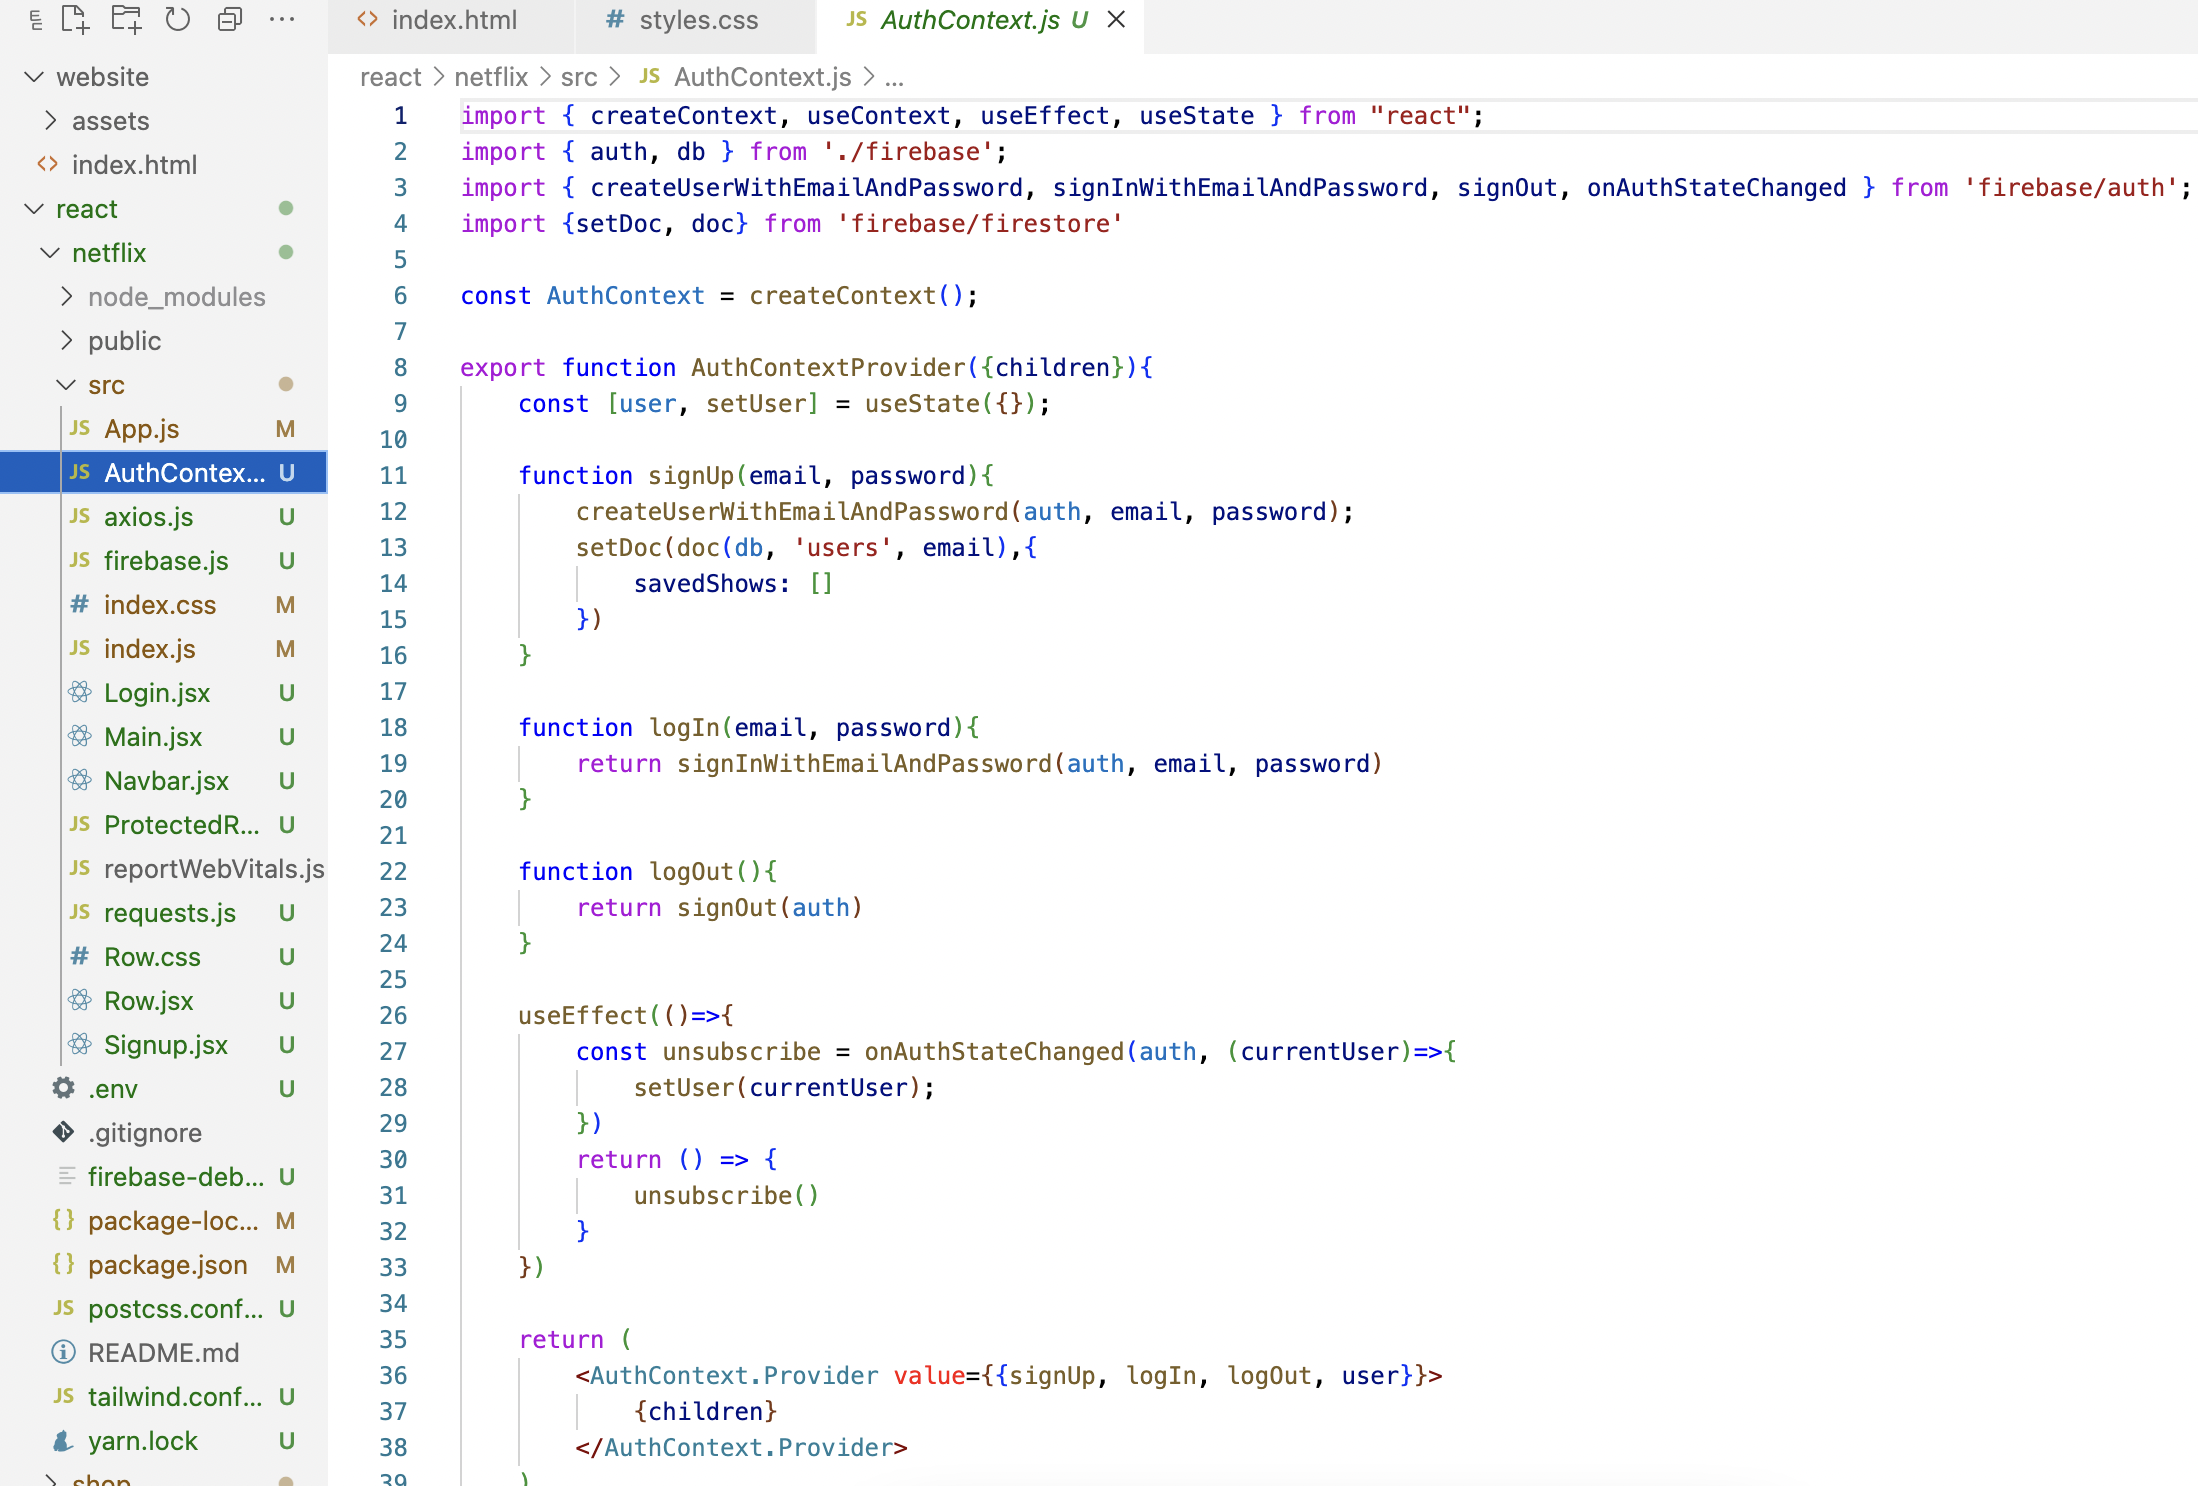 index.html
# styles.css
JS AuthContext.js U
website
assets
index.html
react
netflix
node_modules
public
src
JS App.js M
JS AuthContex... U
JS axios.js U
JS firebase.js U
# index.css M
JS index.js M
Login.jsx U
Main.jsx U
Navbar.jsx U
JS ProtectedR... U
JS reportWebVitals.js
JS requests.js U
# Row.css U
Row.jsx U
Signup.jsx U
.env U
.gitignore
firebase-deb... U
{} package-loc... M
{} package.json M
JS postcss.conf... U
README.md
JS tailwind.conf... U
yarn.lock U
shop
react > netflix > src > JS AuthContext.js > ...
1 import { createContext, useContext, useEffect, useState } from "react";
2 import { auth, db } from './firebase';
3 import { createUserWithEmailAndPassword, signInWithEmailAndPassword, signOut, onAuthStateChanged } from 'firebase/auth';
4 import {setDoc, doc} from 'firebase/firestore'
5
6 const AuthContext = createContext();
7
8 export function AuthContextProvider({children}){
9 const [user, setUser] = useState({});
10
11 function signUp(email, password){
12 createUserWithEmailAndPassword(auth, email, password);
13 setDoc(doc(db, 'users', email),{
14 savedShows: []
15 })
16 }
17
18 function logIn(email, password){
19 return signInWithEmailAndPassword(auth, email, password)
20 }
21
22 function logOut(){
23 return signOut(auth)
24 }
25
26 useEffect(()=>{
27 const unsubscribe = onAuthStateChanged(auth, (currentUser)=>{
28 setUser(currentUser);
29 })
30 return () => {
31 unsubscribe()
32 }
33 })
34
35 return (
36 <AuthContext.Provider value={{signUp, logIn, logOut, user}}>
37 {children}
38 </AuthContext.Provider>
39 )